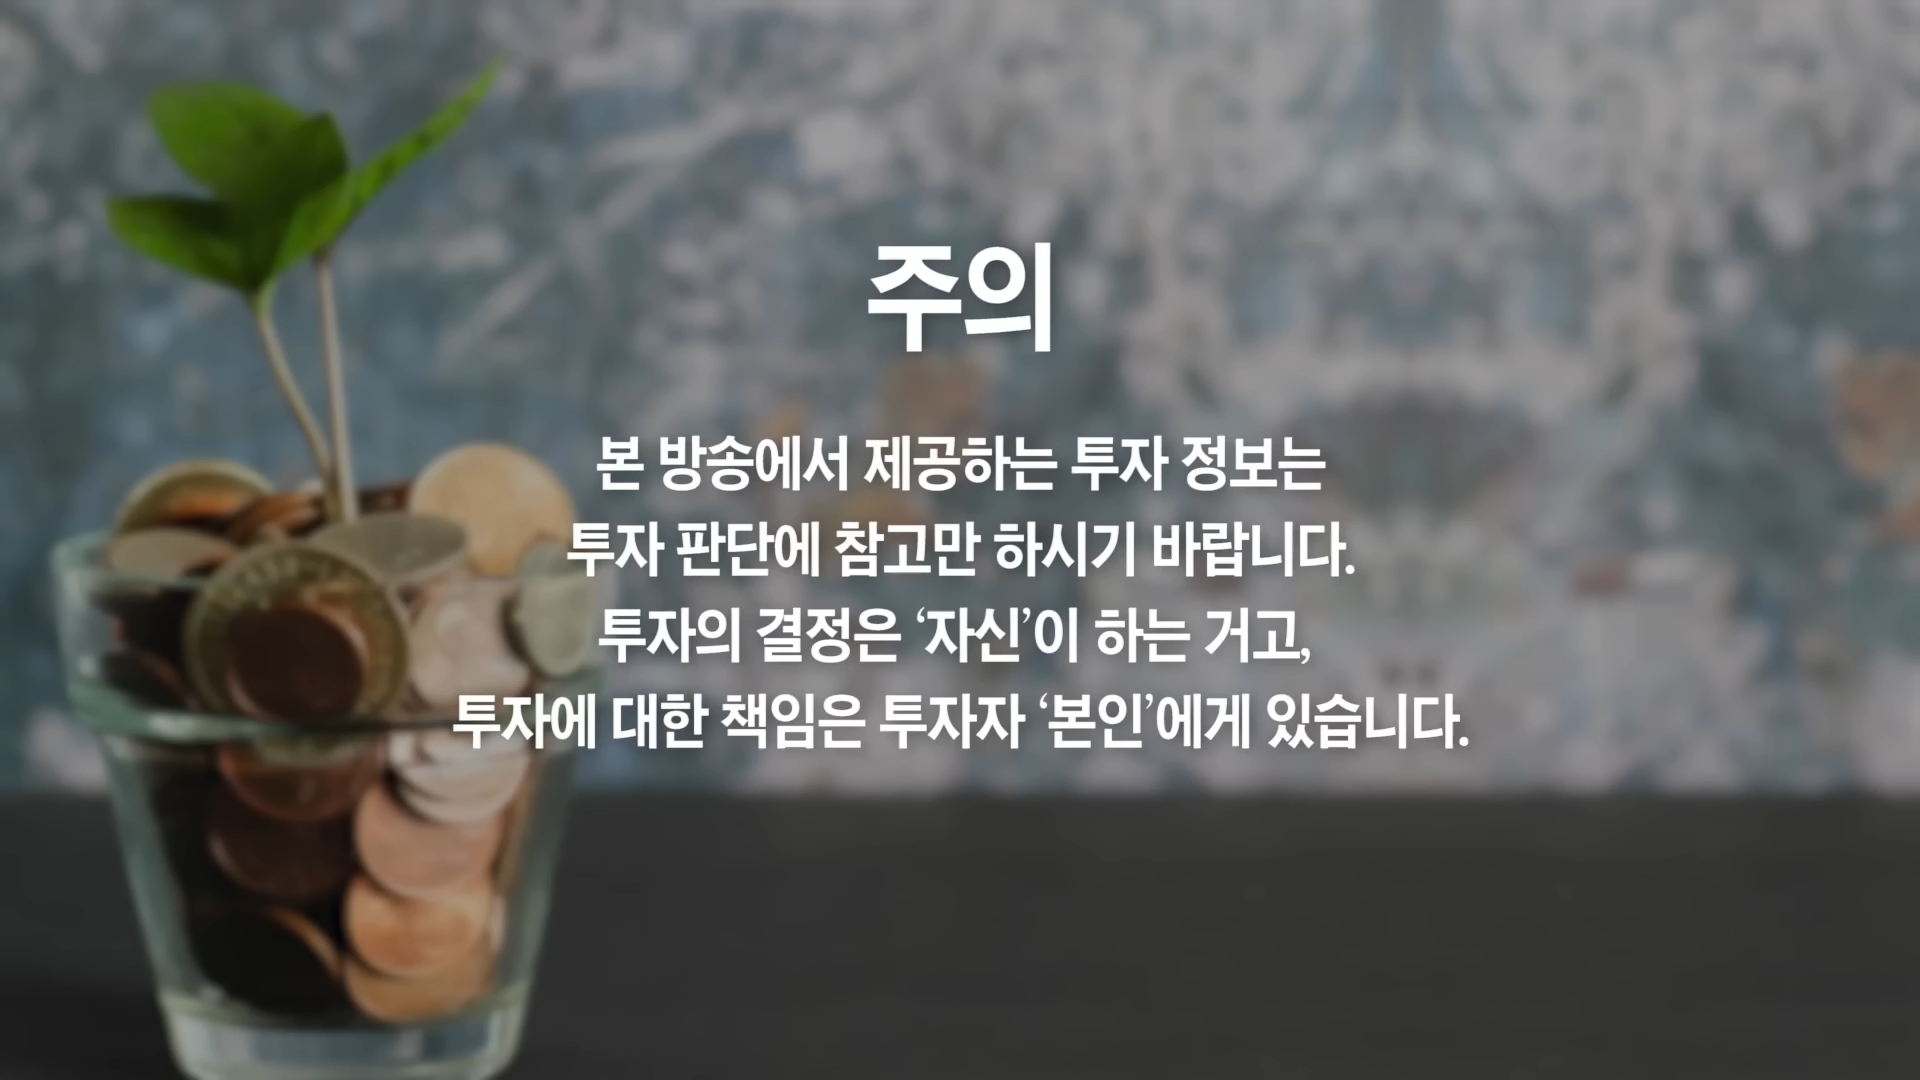 주의
본 방송에서 제공하는 투자 정보는
투자 판단에 참고만 하시기 바랍니다.
투자의 결정은 ‘자신’이 하는 거고,
투자에 대한 책임은 투자자 ‘본인’에게 있습니다.